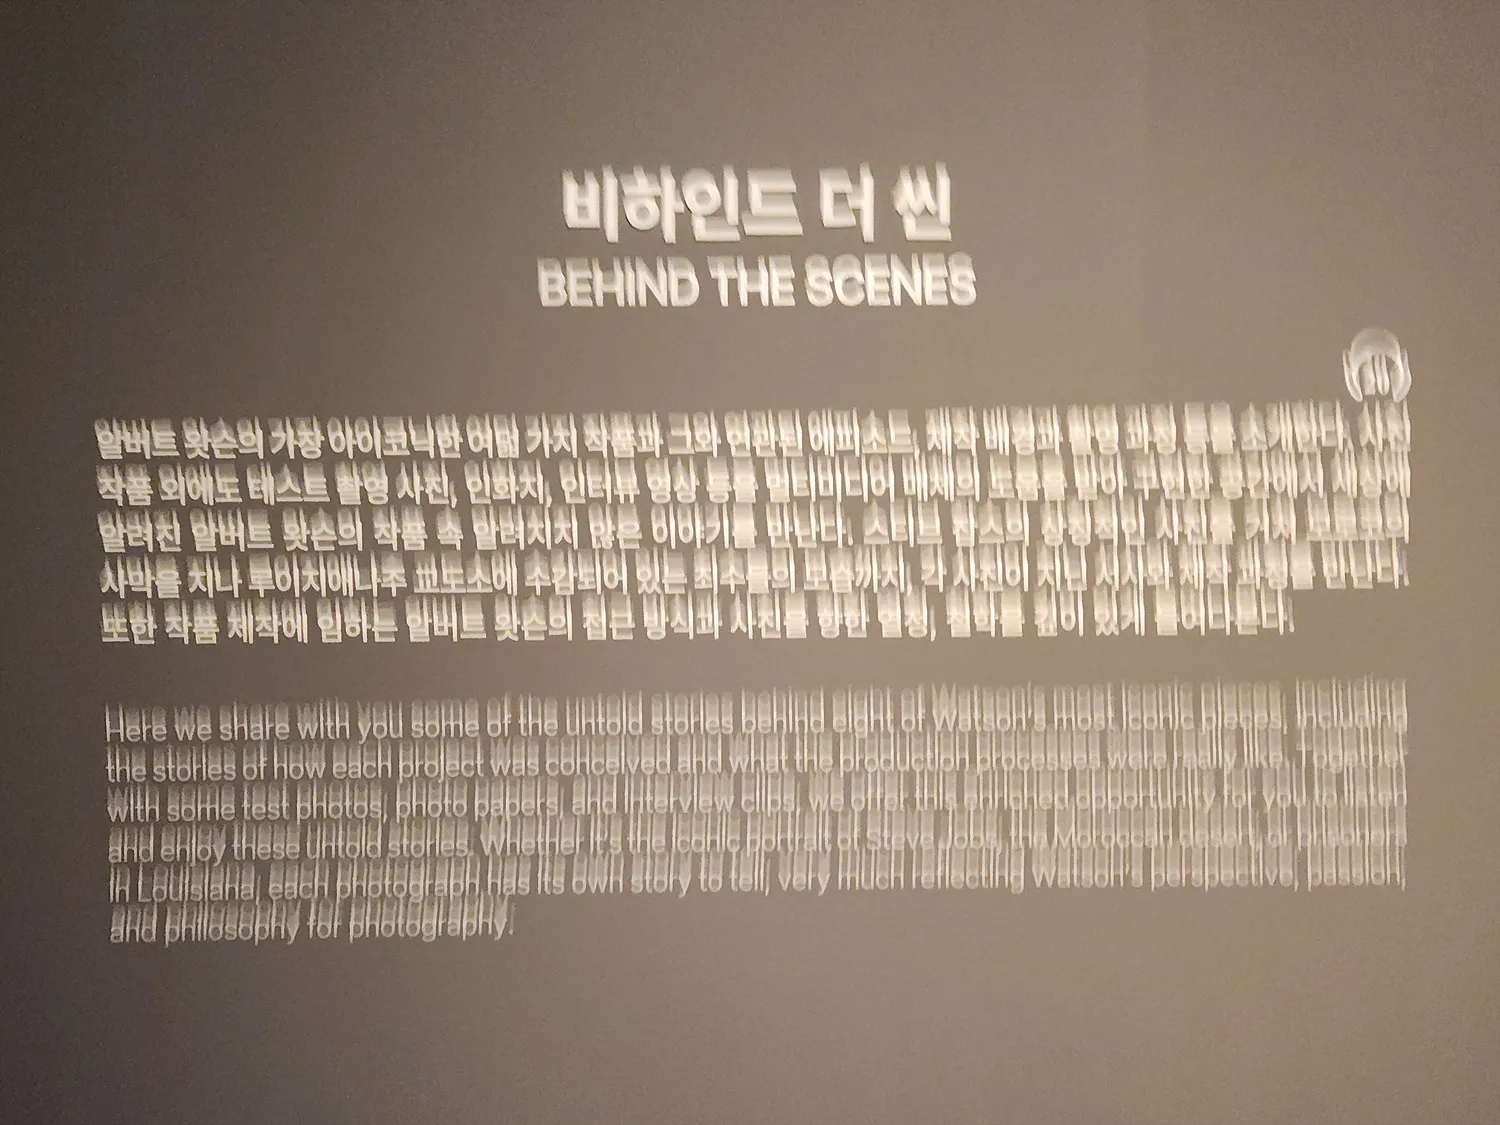 비하인드 더 씬
BEHIND THE SCENES
알버트 왓슨의 가장 아이코닉한 여덟 가지 작품과 그와 연관된 에피소드, 제작 배경과 촬영 과정 등을 소개한다. 사진
작품 외에도 테스트 촬영 사진, 인화지, 인터뷰 영상 등을 멀티미디어 매체의 도움을 받아 구현한 공간에서, 세상에
알려진 알버트 왓슨의 작품 속 알려지지 않은 이야기를 만난다. 스티브 잡스의 상징적인 사진을 거쳐 모로코의
사막을 지나 루이지애나주 교도소에 수감되어 있는 죄수들의 모습까지, 각 사진이 지닌 서사와 제작 과정을 만난다.
또한 작품 제작에 임하는 알버트 왓슨의 접근 방식과 사진을 향한 열정, 철학을 깊이 있게 들여다본다.
Here we share with you some of the untold stories behind eight of Watson's most iconic pieces, including
the stories of how each project was conceived and what the production processes were really like. Together
with some test photos, photo papers, and interview clips, we offer this enriched opportunity for you to listen
and enjoy these untold stories. Whether it's the iconic portrait of Steve Jobs, the Moroccan desert, or prisoners
in Louisiana, each photograph has its own story to tell, very much reflecting Watson's perspective, passion,
and philosophy for photography.